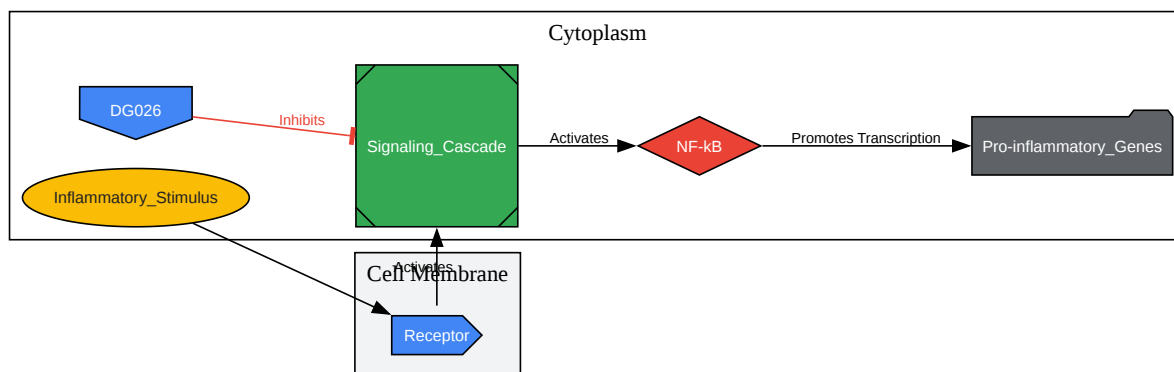 Cytoplasm
DG026
Inhibits
Signaling_Cascade
Activates
NF-kB
Promotes Transcription
Pro-inflammatory_Genes
Inflammatory_Stimulus
Activates
Cell Membrane
Receptor